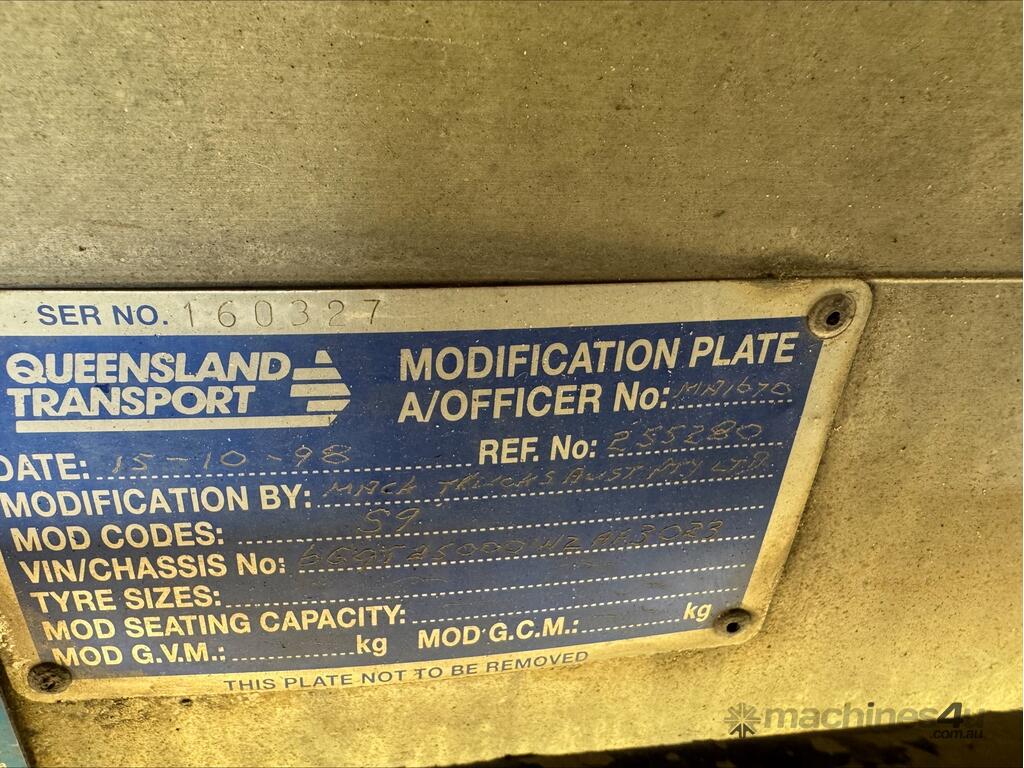 SER NO. 160327
QUEENSLAND
TRANSPORT
MODIFICATION PLATE
A/OFFICER No: MA1670
DATE: 15-10-98
REF. No: 255280
MODIFICATION BY: MACK TRUCKS AUST PTY LTD
MOD CODES: S9
VIN/CHASSIS No:
TYRE SIZES:
MOD SEATING CAPACITY:
MOD G.V.M.: kg MOD G.C.M.: kg
THIS PLATE NOT TO BE REMOVED
machines4u
.com.au